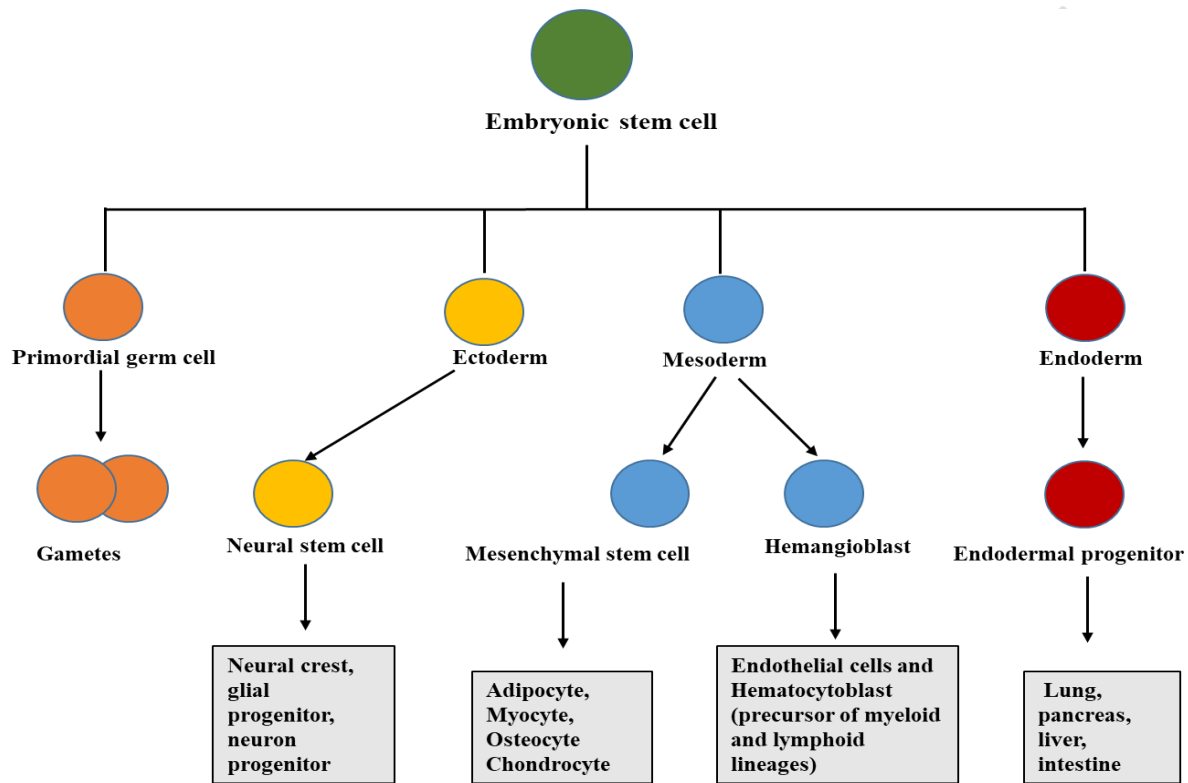 Embryonic stem cell
Primordial germ cell
Ectoderm
Mesoderm
Endoderm
Gametes
Neural stem cell
Mesenchymal stem cell
Hemangioblast
Endodermal progenitor
Neural crest,
glial
progenitor,
neuron
progenitor
Adipocyte,
Myocyte,
Osteocyte
Chondrocyte
Endothelial cells and
Hematocytoblast
(precursor of myeloid
and lymphoid
lineages)
Lung,
pancreas,
liver,
intestine